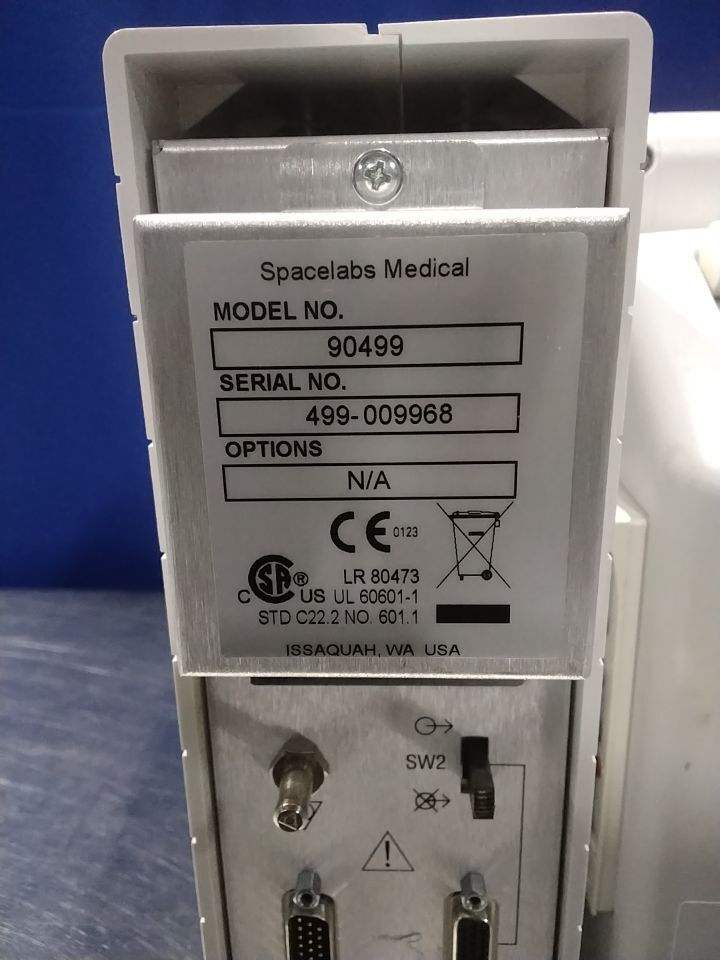 Spacelabs Medical
MODEL NO.
90499
SERIAL NO.
499-009968
OPTIONS
N/A
CE 0123
CSA®
C US
LR 80473
UL 60601-1
STD C22.2 NO. 601.1
ISSAQUAH, WA USA
SW2